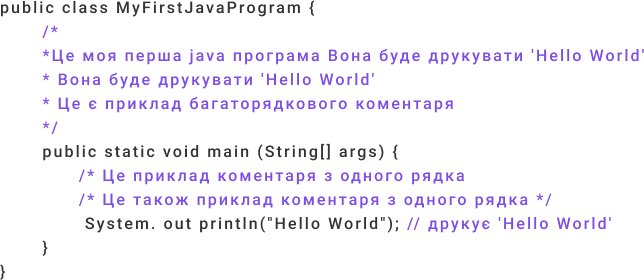 public class MyFirstJavaProgram {
/*
*Це моя перша java програма Вона буде друкувати 'Hello World'
* Вона буде друкувати 'Hello World'
* Це є приклад багаторядкового коментаря
*/
public static void main (String[] args) {
/* Це приклад коментаря з одного рядка
/* Це також приклад коментаря з одного рядка */
System. out println("Hello World"); // друкує 'Hello World'
}
}